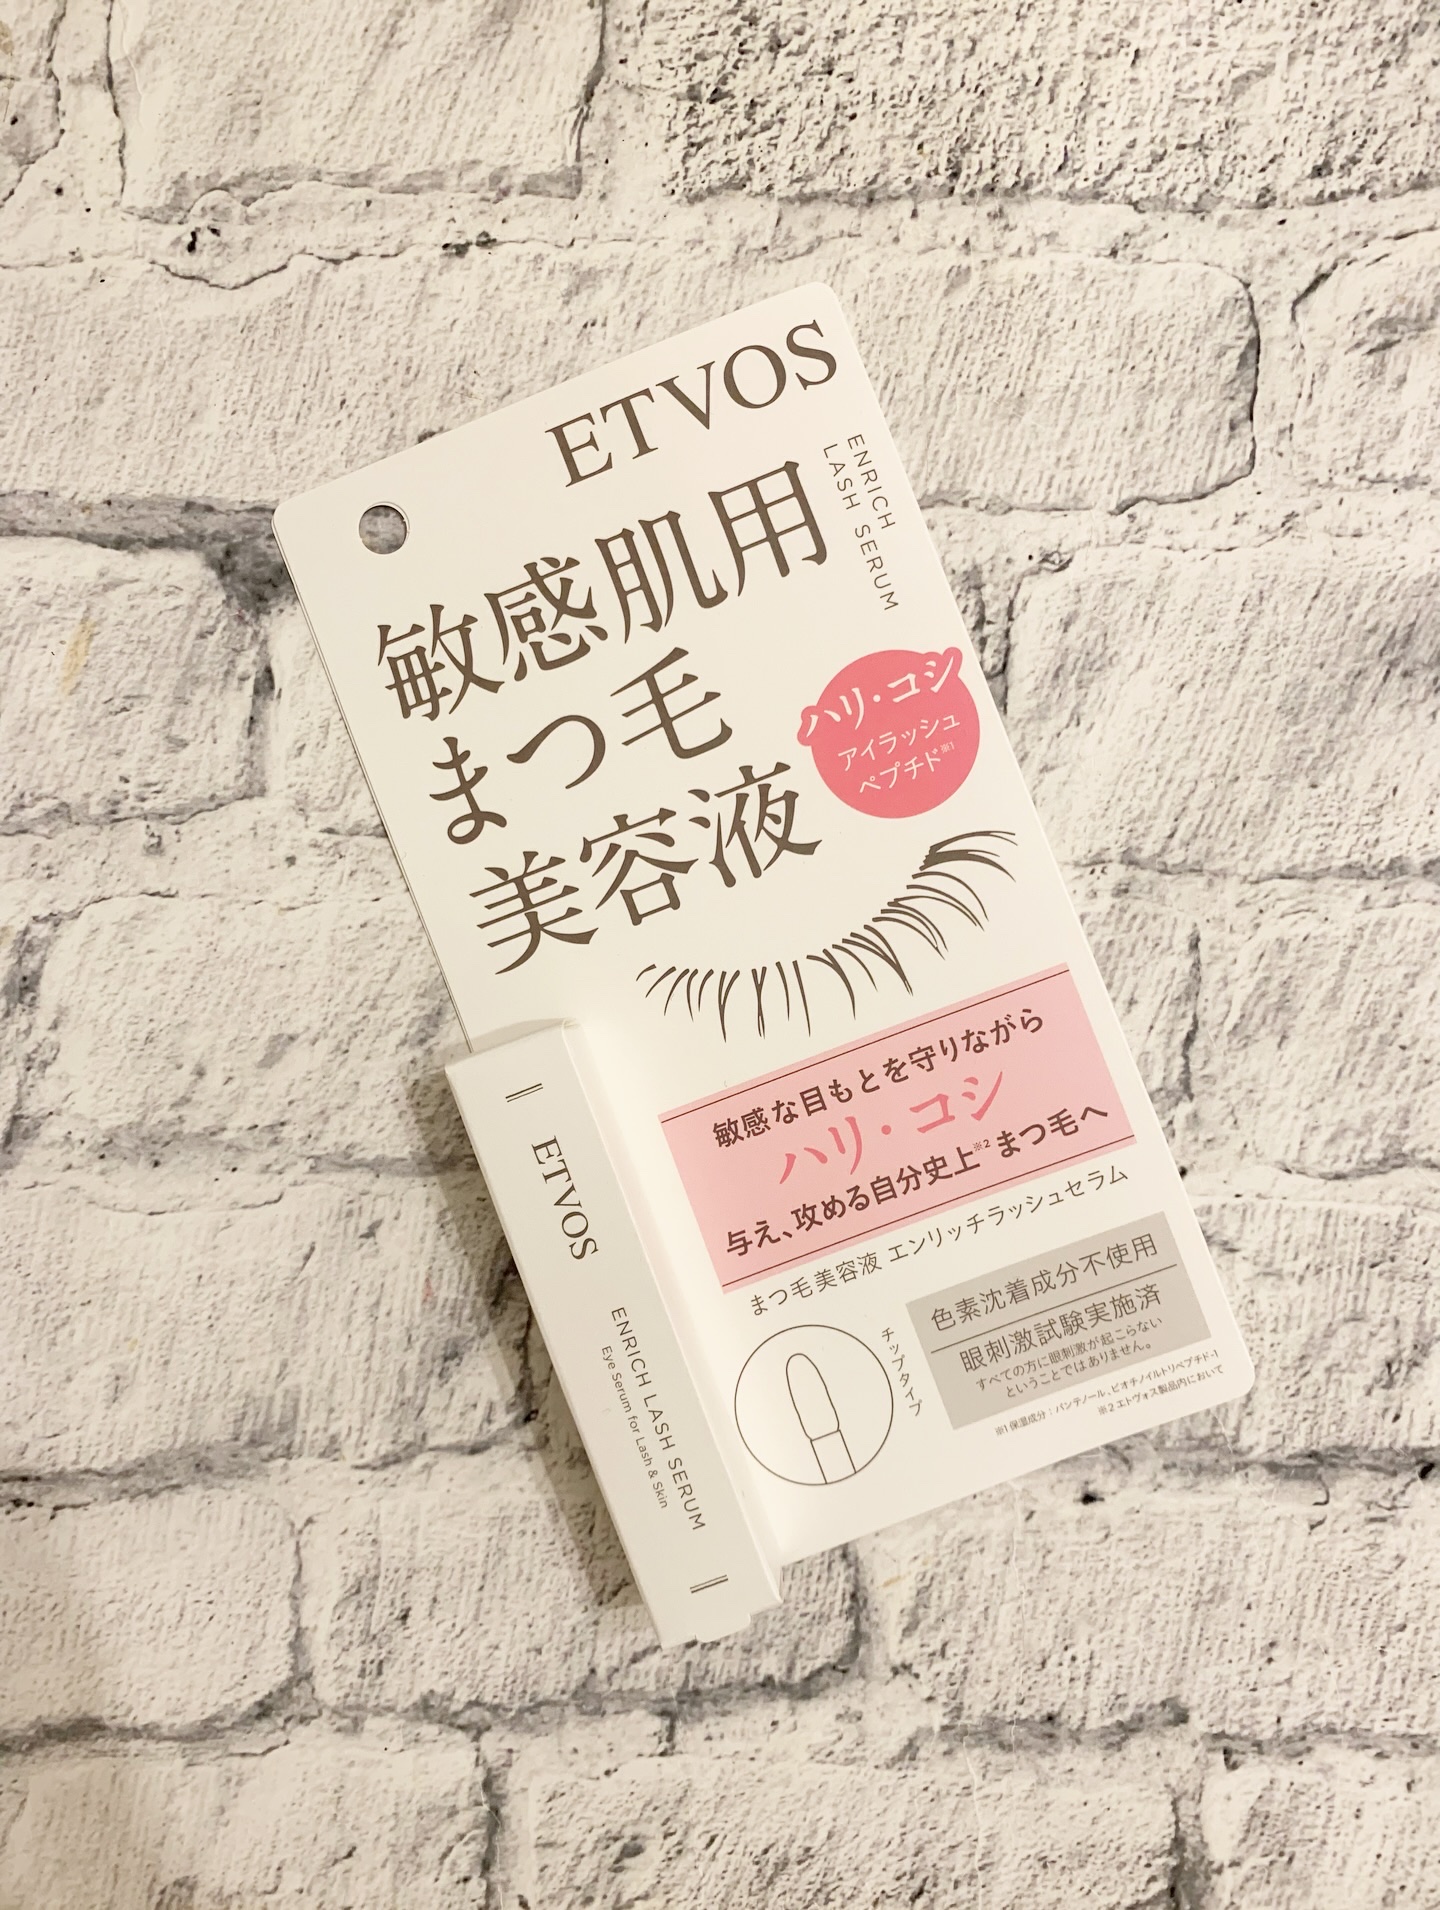 ETVOS
ENRICH
LASH SERUM
敏感肌用
まつ毛
美容液
ハリ・コシ
アイラッシュ
ペプチド※1
敏感な目もとを守りながら
ハリ・コシ
与え、攻める自分史上※2まつ毛へ
まつ毛美容液 エンリッチラッシュセラム
チップタイプ
色素沈着成分不使用
眼刺激試験実施済
すべての方に眼刺激が起こらない
ということではありません。
※1 保湿成分：パンテノール、ビオチノイルトリペプチド-1
※2 エトヴォス製品内において
ETVOS
ENRICH LASH SERUM
Eye Serum for Lash & Skin